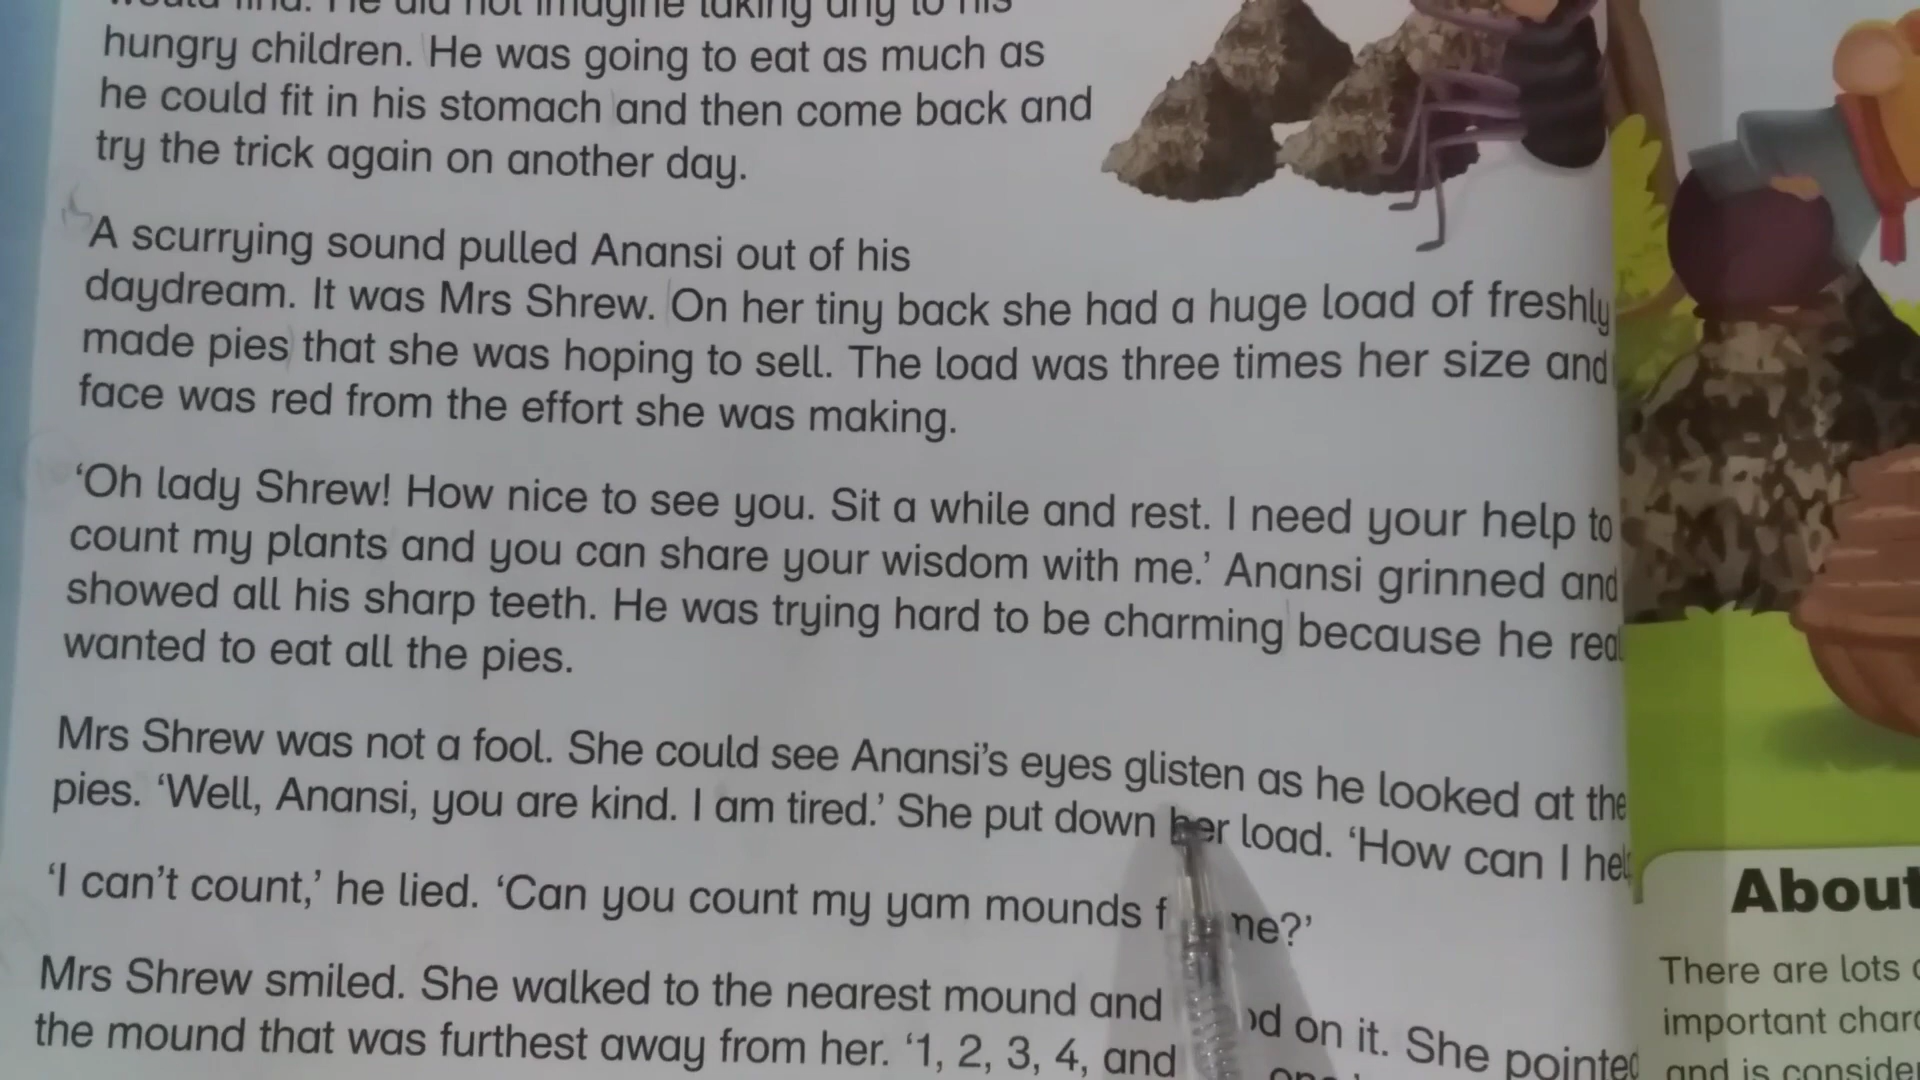 hungry children. He was going to eat as much as
he could fit in his stomach and then come back and
try the trick again on another day.
A scurrying sound pulled Anansi out of his
daydream. It was Mrs Shrew. On her tiny back she had a huge load of freshly
made pies that she was hoping to sell. The load was three times her size and
face was red from the effort she was making.
‘Oh lady Shrew! How nice to see you. Sit a while and rest. I need your help to
count my plants and you can share your wisdom with me.’ Anansi grinned and
showed all his sharp teeth. He was trying hard to be charming because he
wanted to eat all the pies.
Mrs Shrew was not a fool. She could see Anansi’s eyes glisten as he looked at the
pies. ‘Well, Anansi, you are kind. I am tired.’ She put down her load. ‘How can I
‘I can’t count,’ he lied. ‘Can you count my yam mounds me?’
Mrs Shrew smiled. She walked to the nearest mound and on it. She pointed
the mound that was furthest away from her. ‘1, 2, 3, 4, and
About
There are lots
important
and is